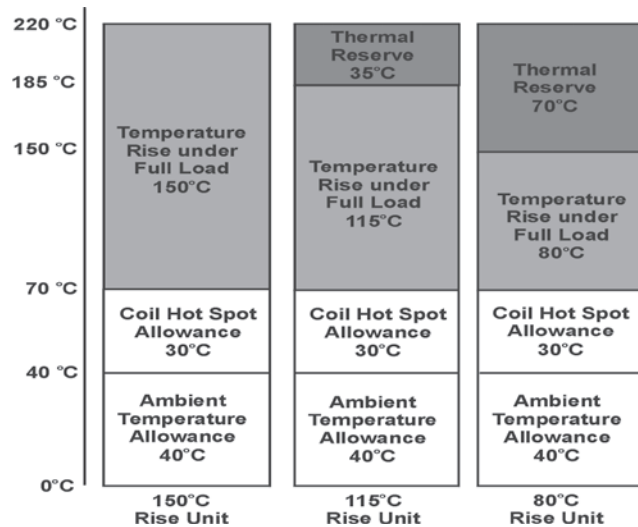 220 °C
185 °C
150 °C
70 °C
40 °C
0°C
Temperature
Rise under
Full Load
150°C
Coil Hot Spot
Allowance
30°C
Ambient
Temperature
Allowance
40°C
150°C
Rise Unit
Thermal
Reserve
35°C
Temperature
Rise under
Full Load
115°C
Coil Hot Spot
Allowance
30°C
Ambient
Temperature
Allowance
40°C
115°C
Rise Unit
Thermal
Reserve
70°C
Temperature
Rise under
Full Load
80°C
Coil Hot Spot
Allowance
30°C
Ambient
Temperature
Allowance
40°C
80°C
Rise Unit